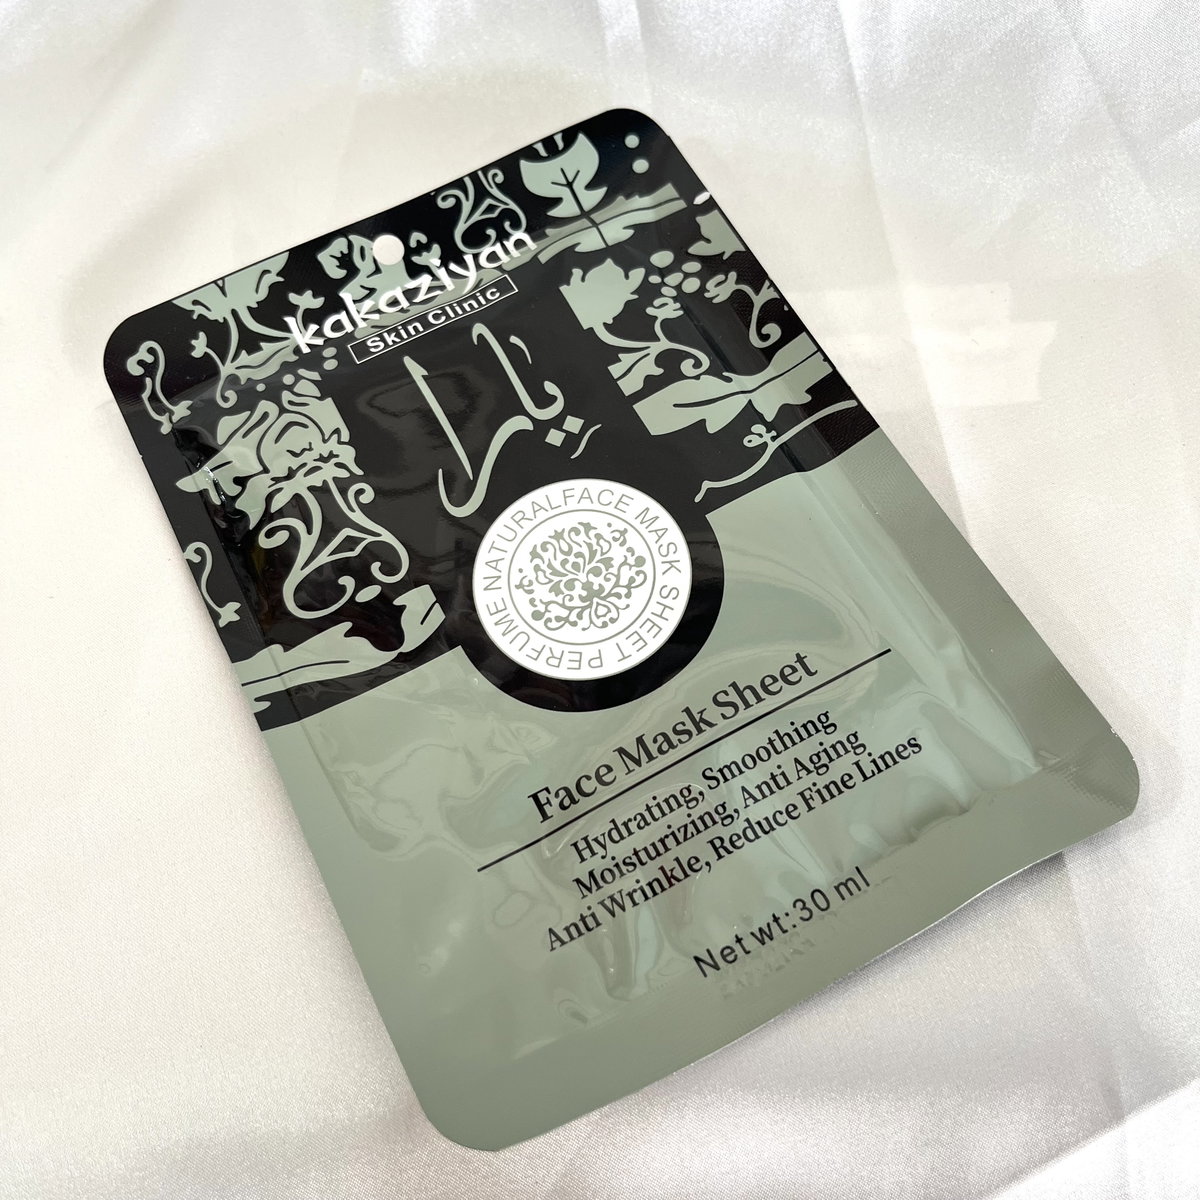 kakaziyan
Skin Clinic
يارا
NATURALFACE MASK SHEET PERFUME
Face Mask Sheet
Hydrating, Smoothing
Moisturizing, Anti Aging
Anti Wrinkle, Reduce Fine Lines
Net wt:30 ml